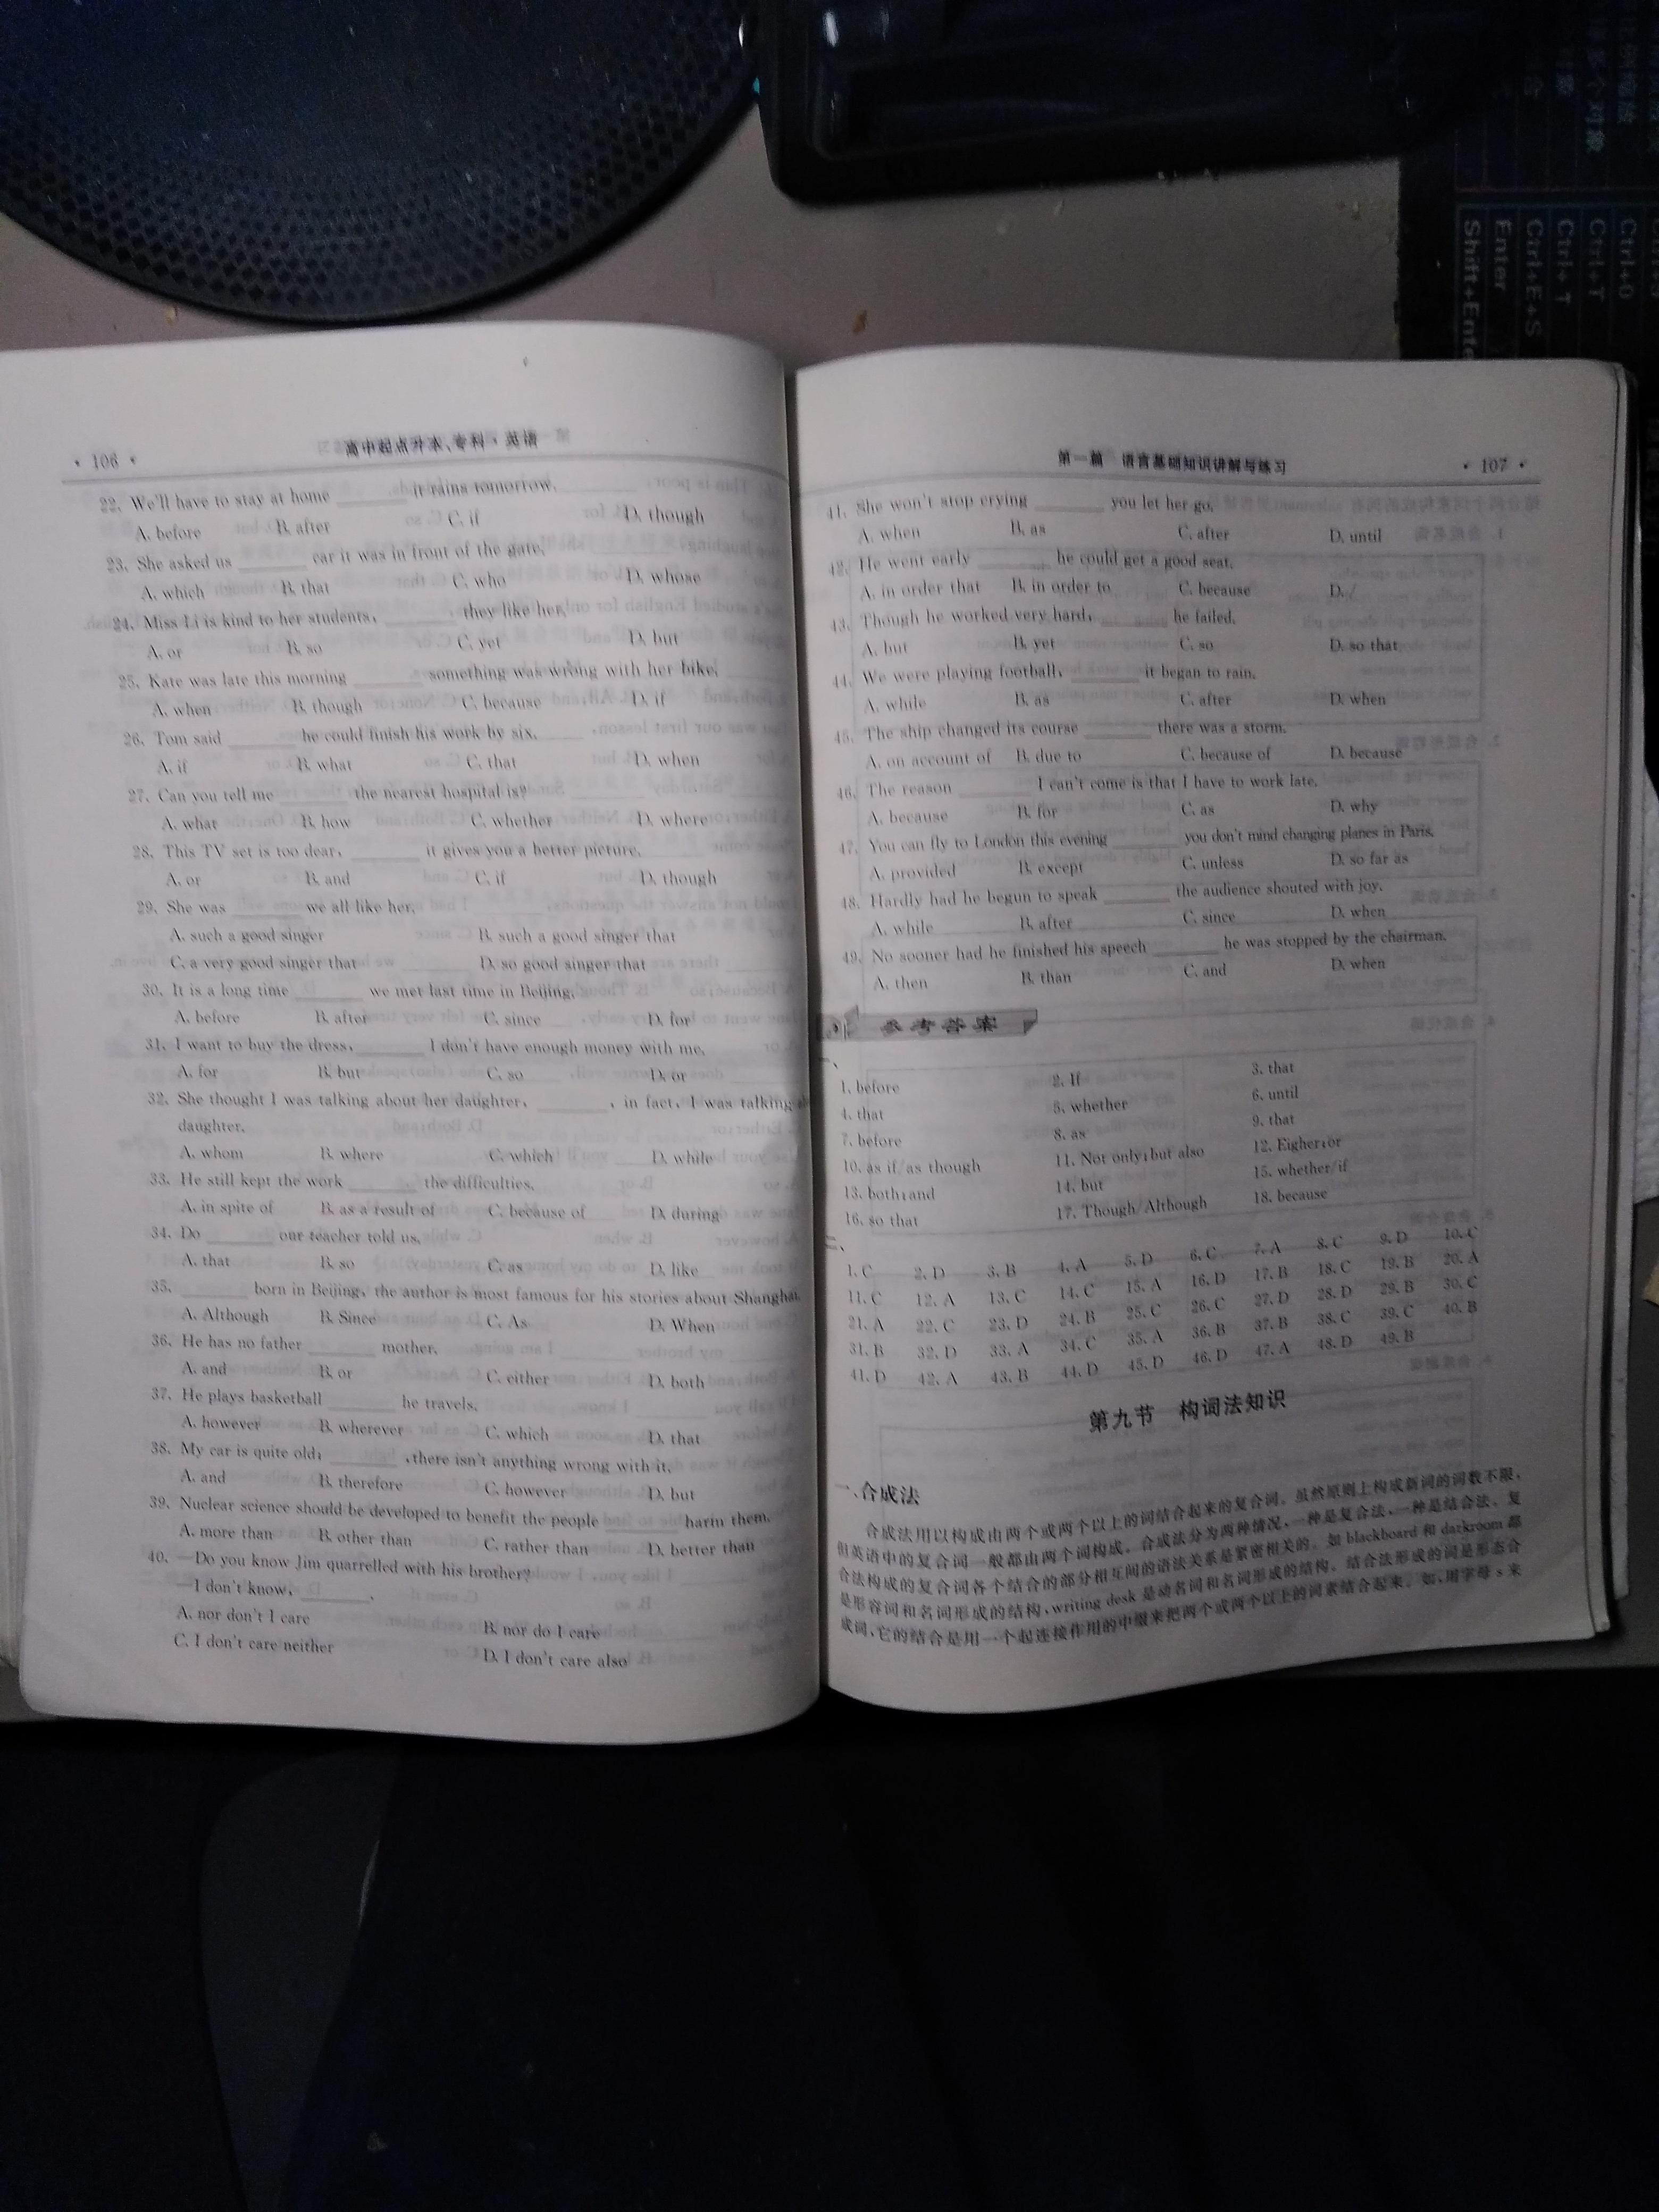 合
多个对象
Ctrl+0
Ctrl+T
Ctrl+T
Ctrl+E+S
Enter
• 106 •
高中起点升本、专科·英语
22. We'll have to stay at home ______ it rains tomorrow.
A. before B. after C. if D. though
23. She asked us ______ car it was in front of the gate.
A. which B. that C. who D. whose
24. Miss Li is kind to her students, ______ they like her.
A. or B. so C. yet D. but
25. Kate was late this morning ______ something was wrong with her bike.
A. when B. though C. because D. if
26. Tom said ______ he could finish his work by six.
A. if B. what C. that D. when
27. Can you tell me ______ the nearest hospital is?
A. what B. how C. whether D. where
28. This TV set is too dear, ______ it gives you a better picture.
A. or B. and C. if D. though
29. She was ______ we all like her.
A. such a good singer B. such a good singer that
C. a very good singer that D. so good singer that
30. It is a long time ______ we met last time in Beijing.
A. before B. after C. since D. for
31. I want to buy the dress, ______ I don't have enough money with me.
A. for B. but C. so D. or
32. She thought I was talking about her daughter, ______, in fact, I was talking
daughter.
A. whom B. where C. which D. while
33. He still kept the work ______ the difficulties.
A. in spite of B. as a result of C. because of D. during
34. Do ______ our teacher told us.
A. that B. so C. as D. like
35. ______ born in Beijing, the author is most famous for his stories about Shanghai.
A. Although B. Since C. As D. When
36. He has no father ______ mother.
A. and B. or C. either D. both
37. He plays basketball ______ he travels.
A. however B. wherever C. which D. that
38. My car is quite old; ______, there isn't anything wrong with it.
A. and B. therefore C. however D. but
39. Nuclear science should be developed to benefit the people ______ harm them.
A. more than B. other than C. rather than D. better than
40. —Do you know Jim quarrelled with his brother?
—I don't know, ______.
A. nor don't I care B. nor do I care
C. I don't care neither D. I don't care also
第一篇 语言基础知识讲解与练习
• 107 •
41. She won't stop crying ______ you let her go.
A. when B. as C. after D. until
42. He went early ______ he could get a good seat.
A. in order that B. in order to C. because D. /
43. Though he worked very hard, ______ he failed.
A. but B. yet C. so D. so that
44. We were playing football, ______ it began to rain.
A. while B. as C. after D. when
45. The ship changed its course ______ there was a storm.
A. on account of B. due to C. because of D. because
46. The reason ______ I can't come is that I have to work late.
A. because B. for C. as D. why
47. You can fly to London this evening ______ you don't mind changing planes in Paris.
A. provided B. except C. unless D. so far as
48. Hardly had he begun to speak ______ the audience shouted with joy.
A. while B. after C. since D. when
49. No sooner had he finished his speech ______ he was stopped by the chairman.
A. then B. than C. and D. when
参考答案
一、
1. before 2. If 3. that
4. that 5. whether 6. until
7. before 8. as 9. that
10. as if/as though 11. Not only; but also 12. Eigher; or
13. both; and 14. but 15. whether/if
16. so that 17. Though/Although 18. because
二、
1. C 2. D 3. B 4. A 5. D 6. C 7. A 8. C 9. D 10. C
11. C 12. A 13. C 14. C 15. A 16. D 17. B 18. C 19. B 20. A
21. A 22. C 23. D 24. B 25. C 26. C 27. D 28. D 29. B 30. C
31. B 32. D 33. A 34. C 35. A 36. B 37. B 38. C 39. C 40. B
41. D 42. A 43. B 44. D 45. D 46. D 47. A 48. D 49. B
第九节 构词法知识
一、合成法
合成法用以构成由两个或两个以上的词结合起来的复合词。虽然原则上构成新词的词数不限,
但英语中的复合词一般都由两个词构成。合成法分为两种情况,一种是复合法,一种是结合法。复
合法构成的复合词各个结合的部分相互间的语法关系是紧密相关的。如 blackboard 和 darkroom 都
是形容词和名词形成的结构,writing desk 是动名词和名词形成的结构。结合法形成的词是形态合
成词,它的结合是用一个起连接作用的中缀来把两个或两个以上的词素结合起来。如,用字母 s 来